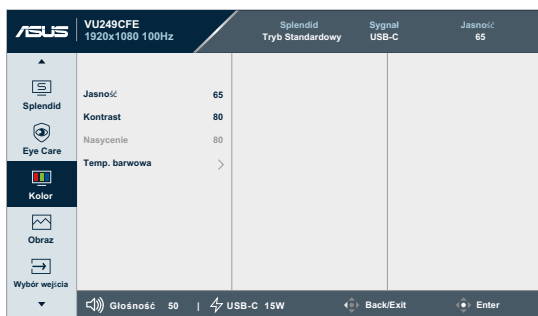 ASUS
VU249CFE
1920x1080 100Hz
Splendid
Tryb Standardowy
Sygnał
USB-C
Jasność
65
Splendid
Eye Care
Kolor
Obraz
Wybór wejścia
Jasność 65
Kontrast 80
Nasycenie 80
Temp. barwowa >
Głośność 50 | USB-C 15W Back/Exit Enter